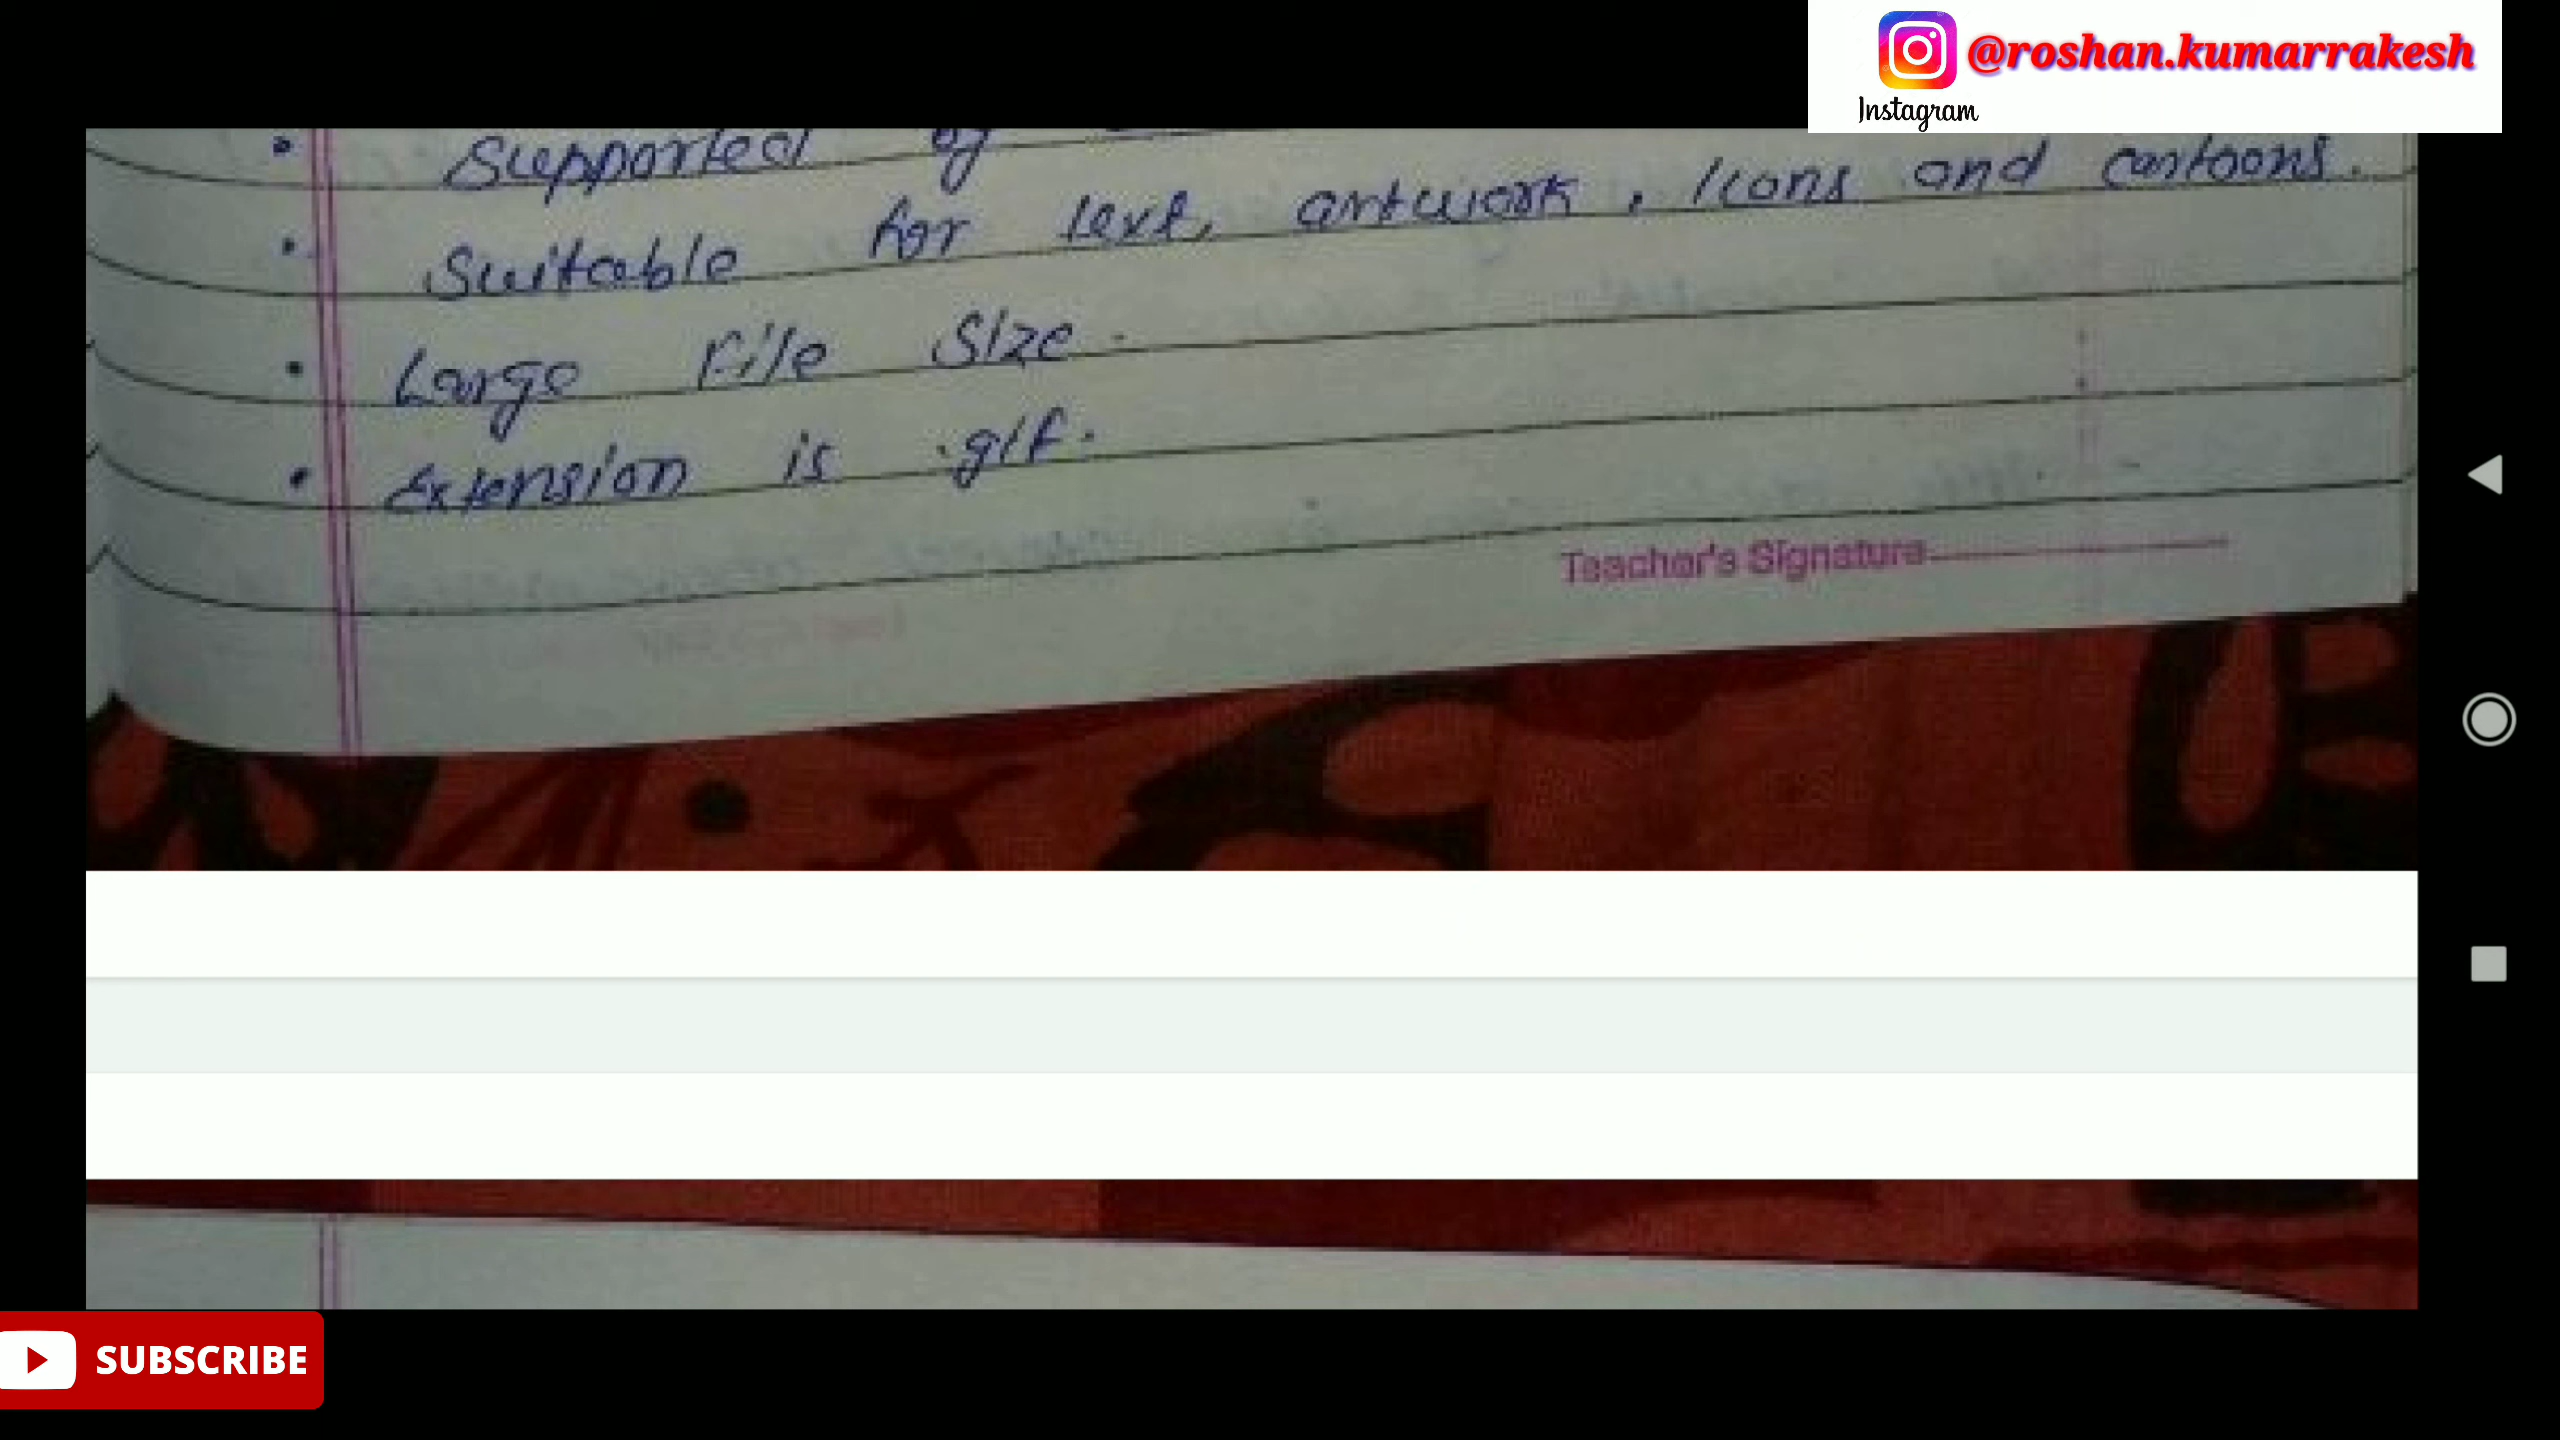 @roshan.kumarrakesh
Instagram
• Supported by
• Suitable for text, artwork, Icons and cartoons.
• Large File Size.
• Extension is .gif.
Teacher's Signature
SUBSCRIBE